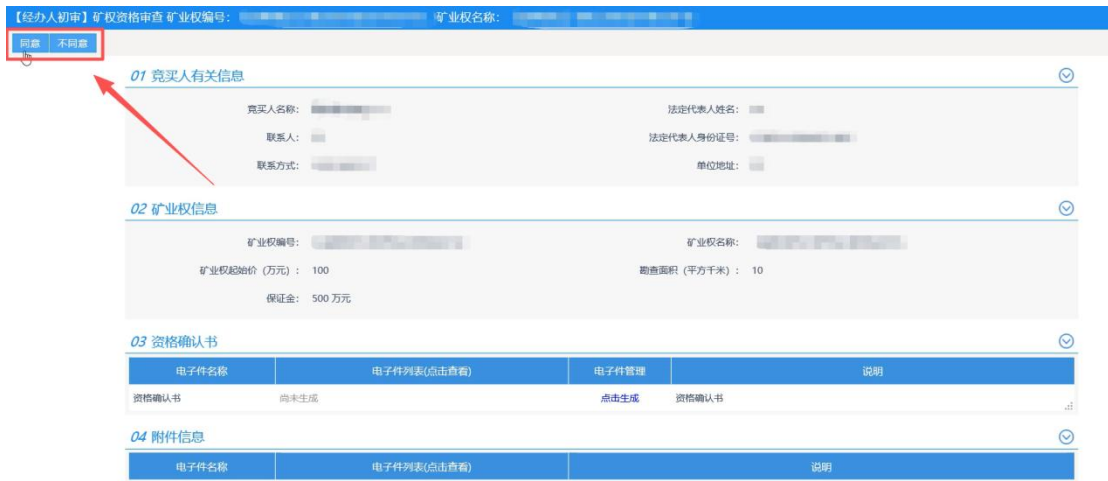 【经办人初审】矿权资格审查 矿业权编号： 矿业权名称：
同意 不同意
01 竞买人有关信息
竞买人名称： 法定代表人姓名：
联系人： 法定代表人身份证号：
联系方式： 单位地址：
02 矿业权信息
矿业权编号： 矿业权名称：
矿业权起始价（万元）： 100 勘查面积（平方千米）： 10
保证金： 500 万元
03 资格确认书
电子件名称 电子件列表(点击查看) 电子件管理 说明
资格确认书 尚未生成 点击生成 资格确认书
04 附件信息
电子件名称 电子件列表(点击查看) 说明